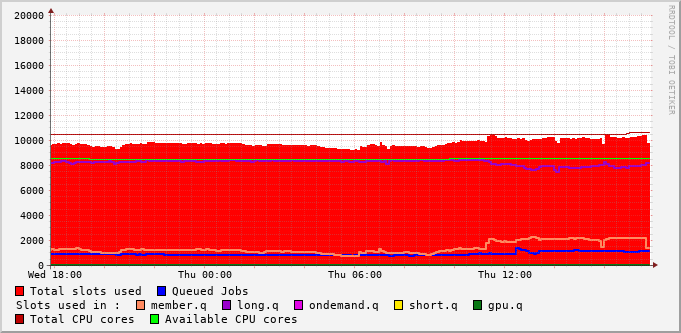 20000
18000
16000
14000
12000
10000
8000
6000
4000
2000
0
Wed 18:00 Thu 00:00 Thu 06:00 Thu 12:00
RRDTOOL / TOBI OETIKER
Total slots used Queued Jobs
Slots used in : member.q long.q ondemand.q short.q gpu.q
Total CPU cores Available CPU cores